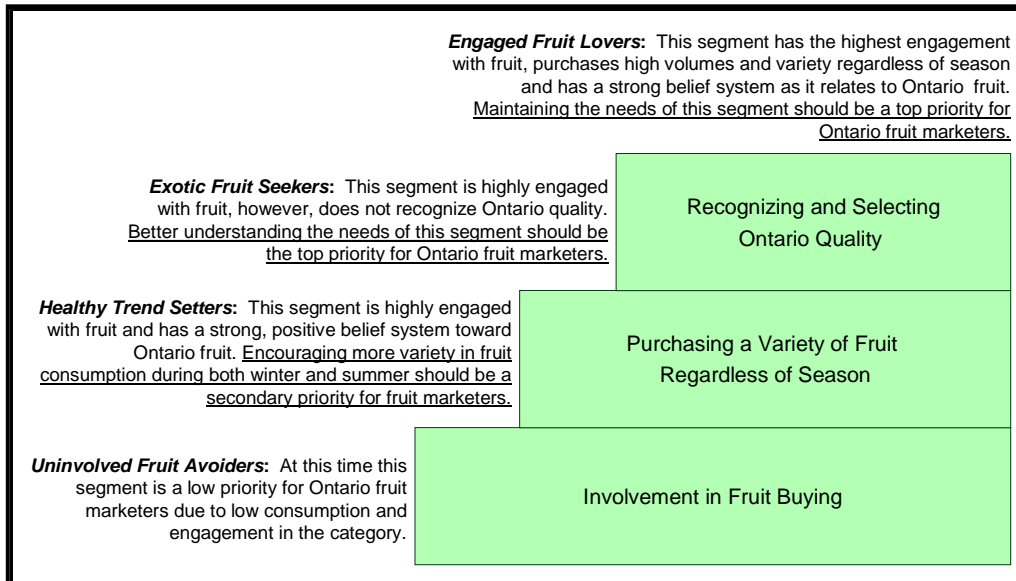 Engaged Fruit Lovers: This segment has the highest engagement
with fruit, purchases high volumes and variety regardless of season
and has a strong belief system as it relates to Ontario fruit.
Maintaining the needs of this segment should be a top priority for
Ontario fruit marketers.
Exotic Fruit Seekers: This segment is highly engaged
with fruit, however, does not recognize Ontario quality.
Better understanding the needs of this segment should be
the top priority for Ontario fruit marketers.
Recognizing and Selecting
Ontario Quality
Healthy Trend Setters: This segment is highly engaged
with fruit and has a strong, positive belief system toward
Ontario fruit. Encouraging more variety in fruit
consumption during both winter and summer should be a
secondary priority for fruit marketers.
Purchasing a Variety of Fruit
Regardless of Season
Uninvolved Fruit Avoiders: At this time this
segment is a low priority for Ontario fruit
marketers due to low consumption and
engagement in the category.
Involvement in Fruit Buying